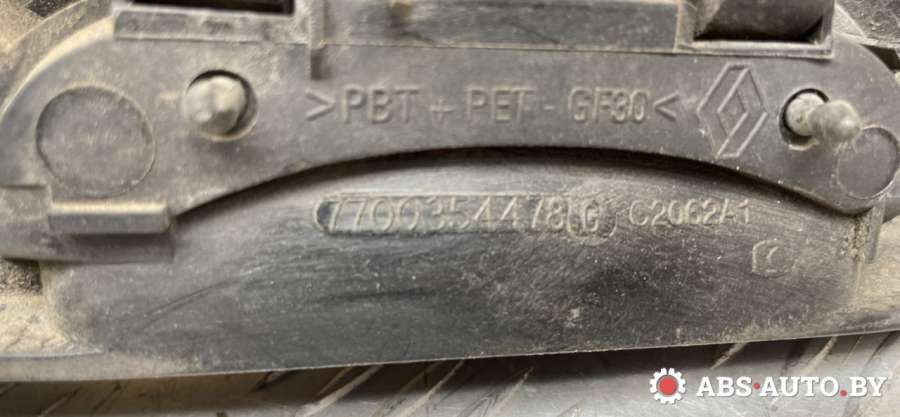 >PBT + PET - GF30<
7700354478 G C2062A1
ABS-AUTO.BY